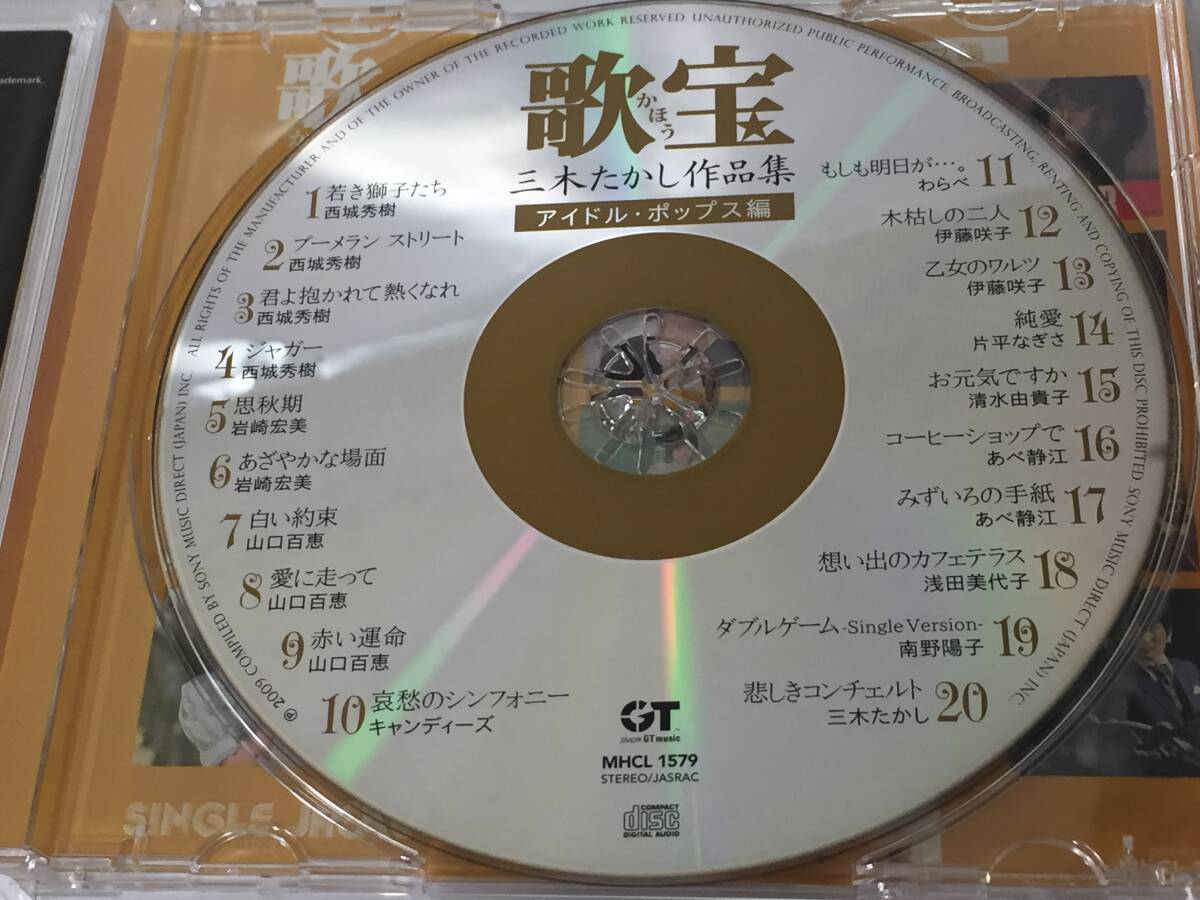 歌宝
かほう
三木たかし作品集
アイドル・ポップス編
1 若き獅子たち
西城秀樹
2 ブーメラン ストリート
西城秀樹
3 君よ抱かれて熱くなれ
西城秀樹
4 ジャガー
西城秀樹
5 思秋期
岩崎宏美
6 あざやかな場面
岩崎宏美
7 白い約束
山口百恵
8 愛に走って
山口百恵
9 赤い運命
山口百恵
10 哀愁のシンフォニー
キャンディーズ
もしも明日が…。 11
わらべ
木枯しの二人 12
伊藤咲子
乙女のワルツ 13
伊藤咲子
純愛 14
片平なぎさ
お元気ですか 15
清水由貴子
コーヒーショップで 16
あべ静江
みずいろの手紙 17
あべ静江
想い出のカフェテラス 18
浅田美代子
ダブルゲーム-Single Version- 19
南野陽子
悲しきコンチェルト 20
三木たかし
GT
SMDR GT music
MHCL 1579
STEREO/JASRAC
COMPACT
disc
DIGITAL AUDIO
℗ 2009 COMPILED BY SONY MUSIC DIRECT (JAPAN) INC. ALL RIGHTS OF THE MANUFACTURER AND OF THE OWNER OF THE RECORDED WORK RESERVED UNAUTHORIZED PUBLIC PERFORMANCE, BROADCASTING, RENTING AND COPYING OF THIS DISC PROHIBITED SONY MUSIC DIRECT (JAPAN) INC.
歌
SINGLE